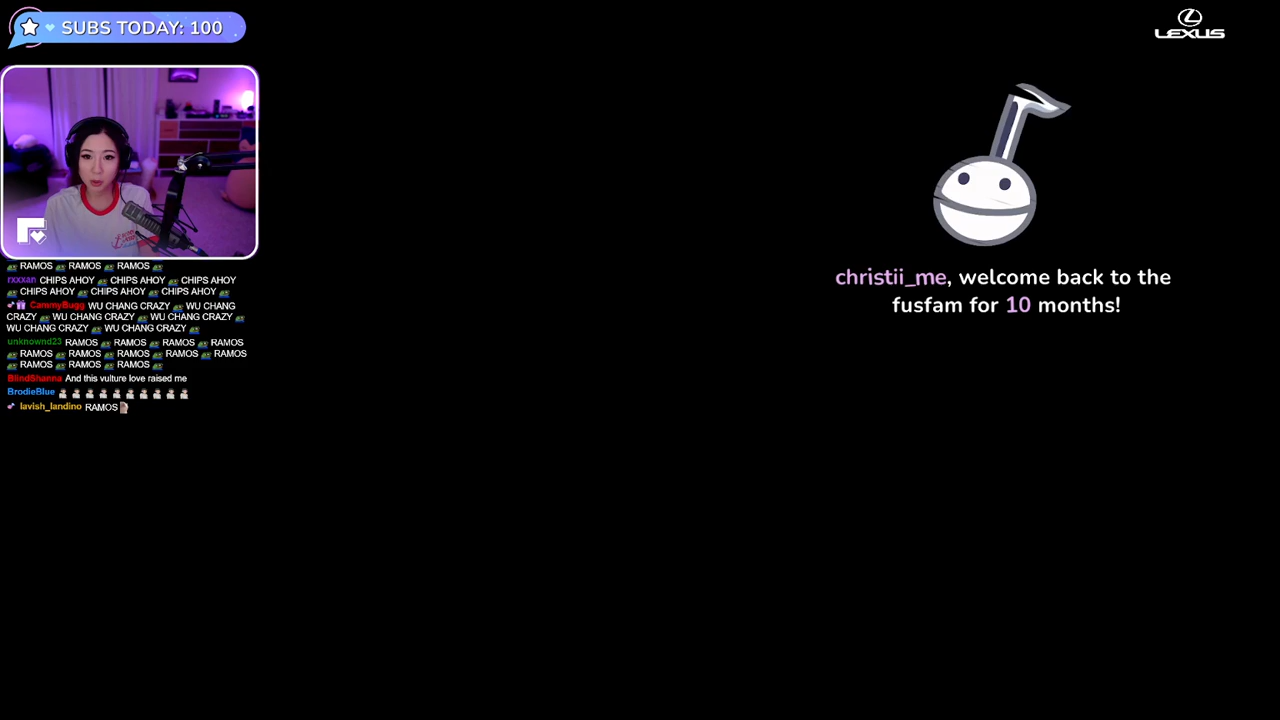 SUBS TODAY: 100
LEXUS
christii_me, welcome back to the
fusfam for 10 months!
RAMOS RAMOS RAMOS
rxxxan CHIPS AHOY CHIPS AHOY CHIPS AHOY
CHIPS AHOY CHIPS AHOY CHIPS AHOY
CammyBugg WU CHANG CRAZY WU CHANG
CRAZY WU CHANG CRAZY WU CHANG CRAZY
WU CHANG CRAZY WU CHANG CRAZY
unknownd23 RAMOS RAMOS RAMOS RAMOS
RAMOS RAMOS RAMOS RAMOS RAMOS
RAMOS RAMOS RAMOS
BlindShanna And this vulture love raised me
BrodieBlue
lavish_landino RAMOS